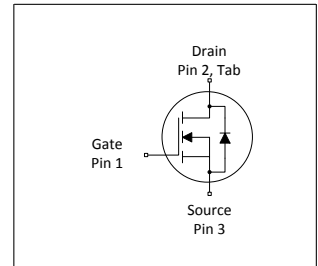 Drain
Pin 2, Tab
Gate
Pin 1
Source
Pin 3